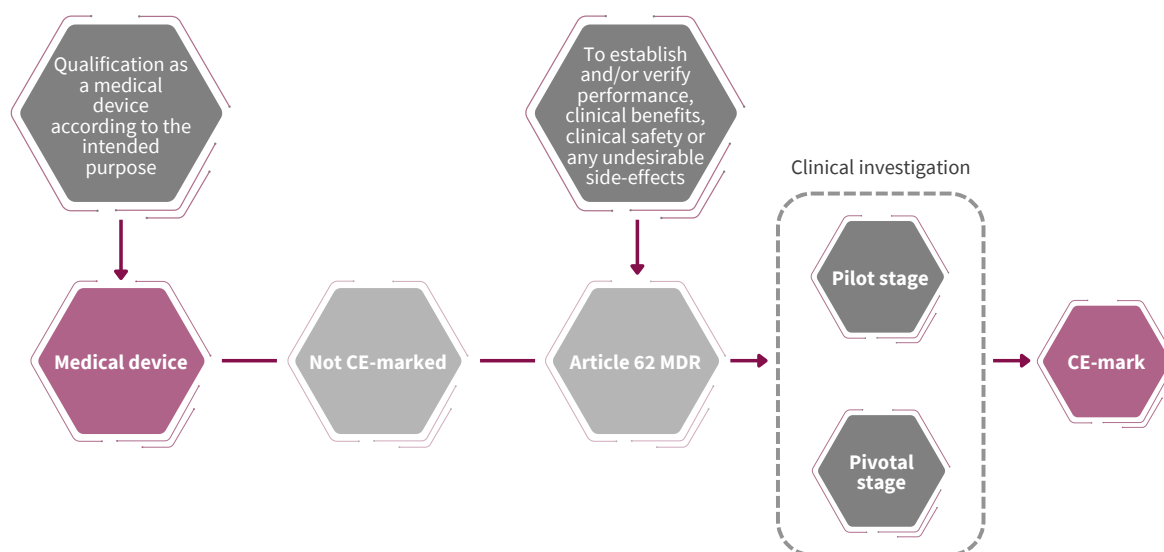 Qualification as
a medical
device
according to the
intended
purpose
To establish
and/or verify
performance,
clinical benefits,
clinical safety or
any undesirable
side-effects
Clinical investigation
Pilot stage
Medical device
Not CE-marked
Article 62 MDR
CE-mark
Pivotal
stage